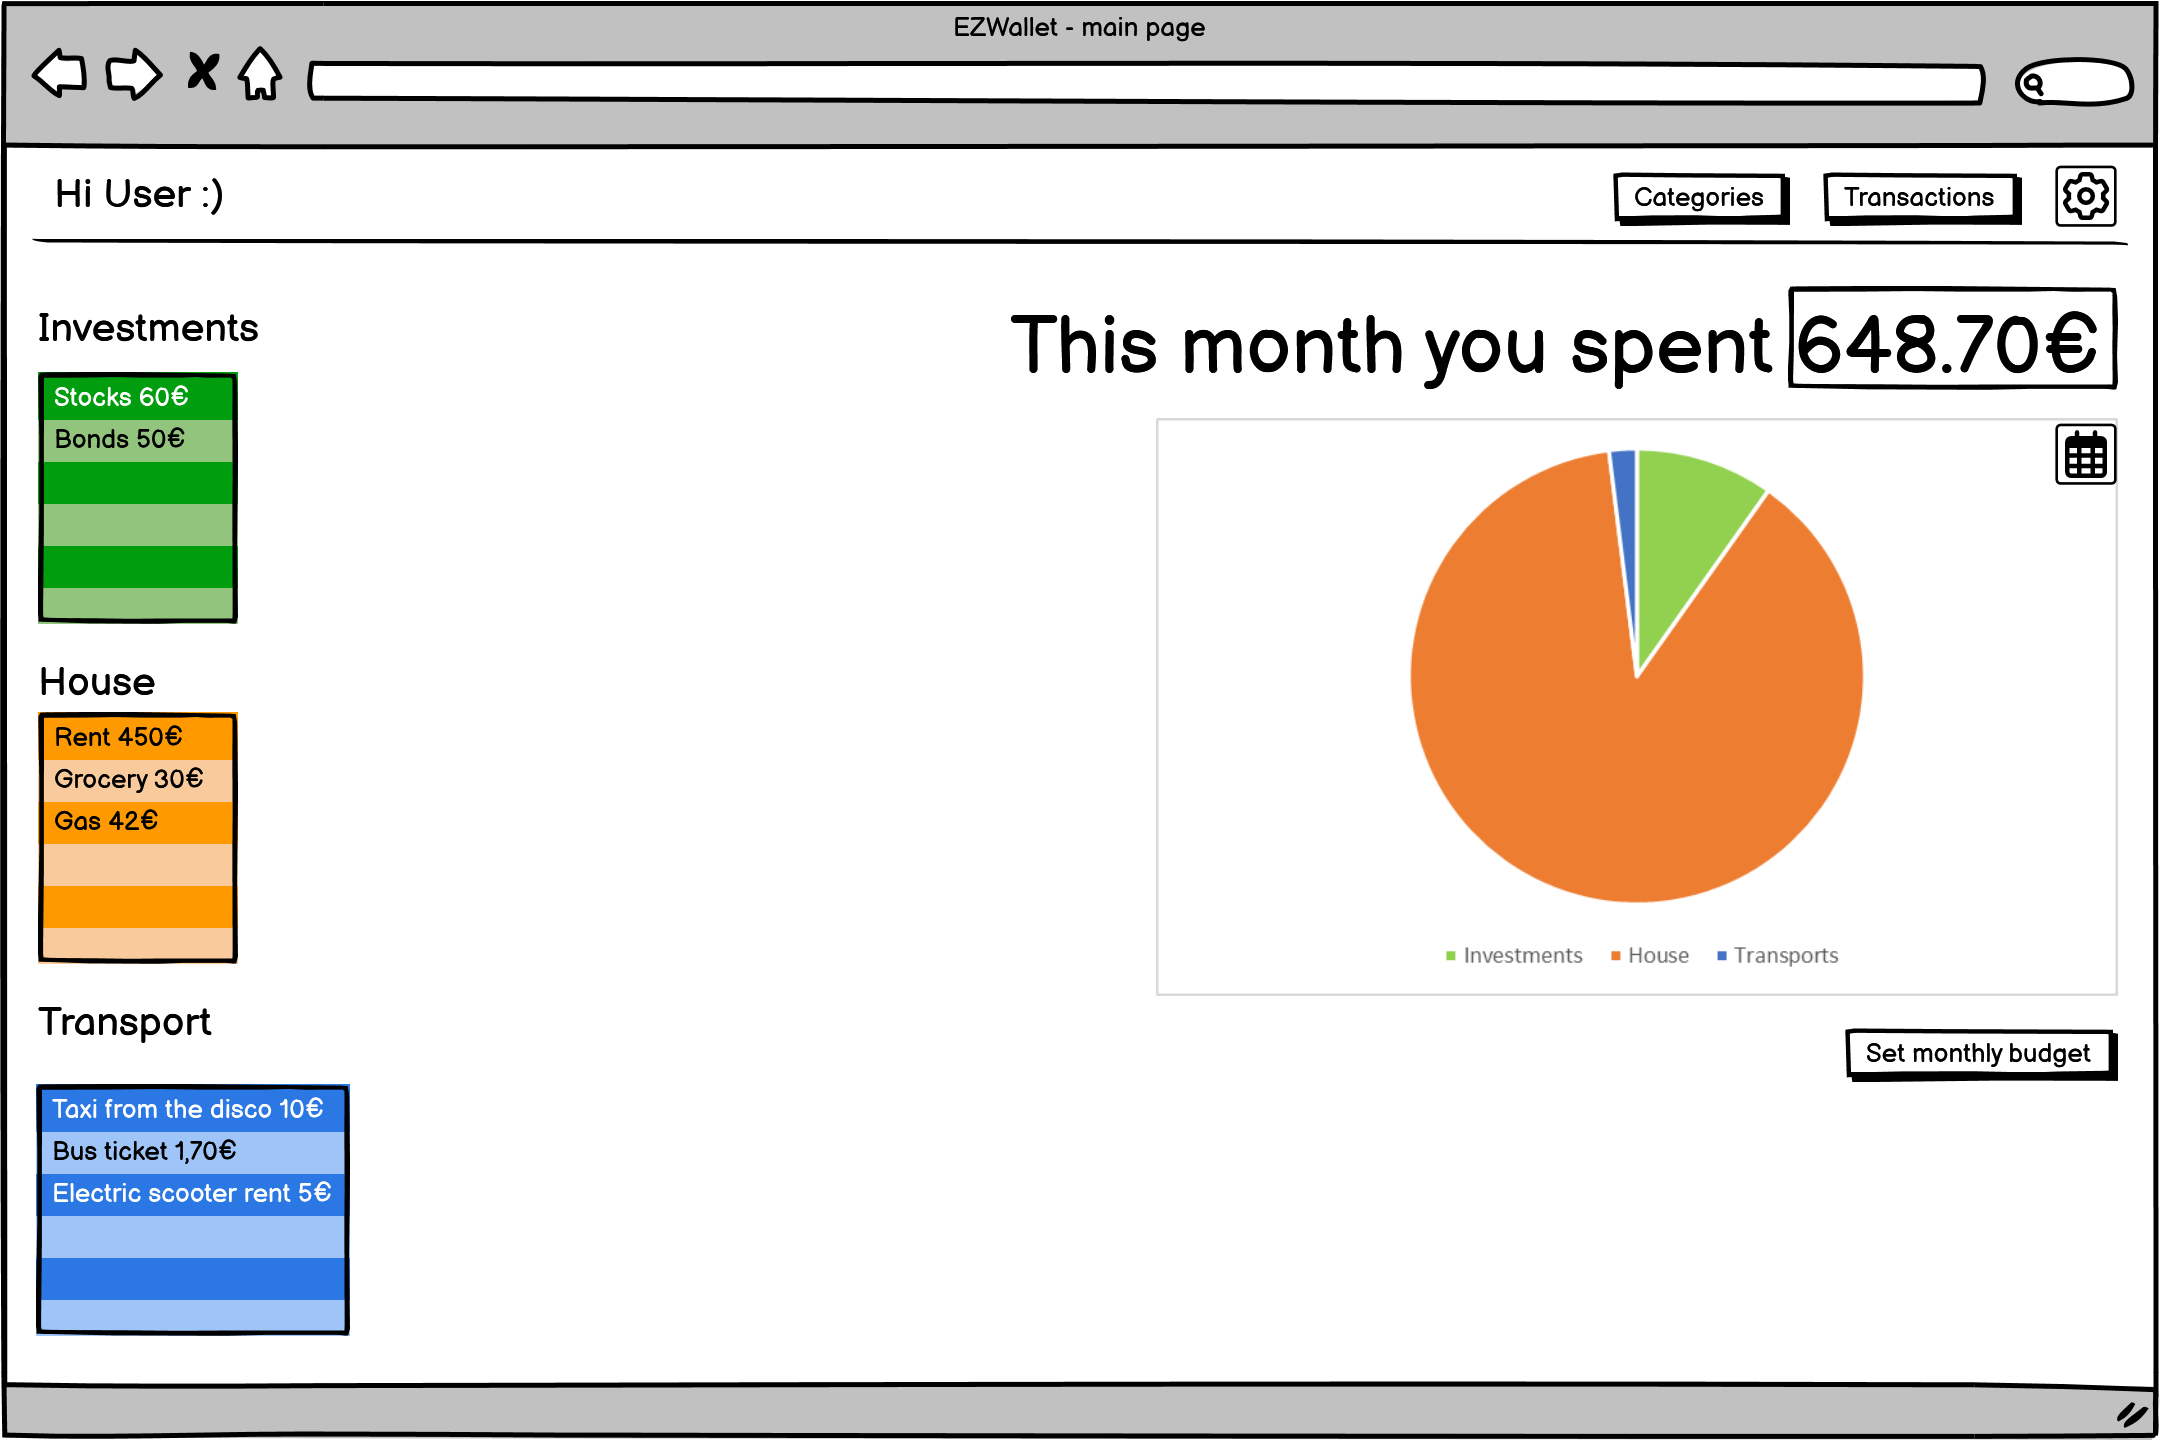 EZWallet - main page
Hi User :)
Categories
Transactions
Investments
Stocks 60€
Bonds 50€
House
Rent 450€
Grocery 30€
Gas 42€
Transport
Taxi from the disco 10€
Bus ticket 1,70€
Electric scooter rent 5€
This month you spent 648.70€
Investments House Transports
Set monthly budget